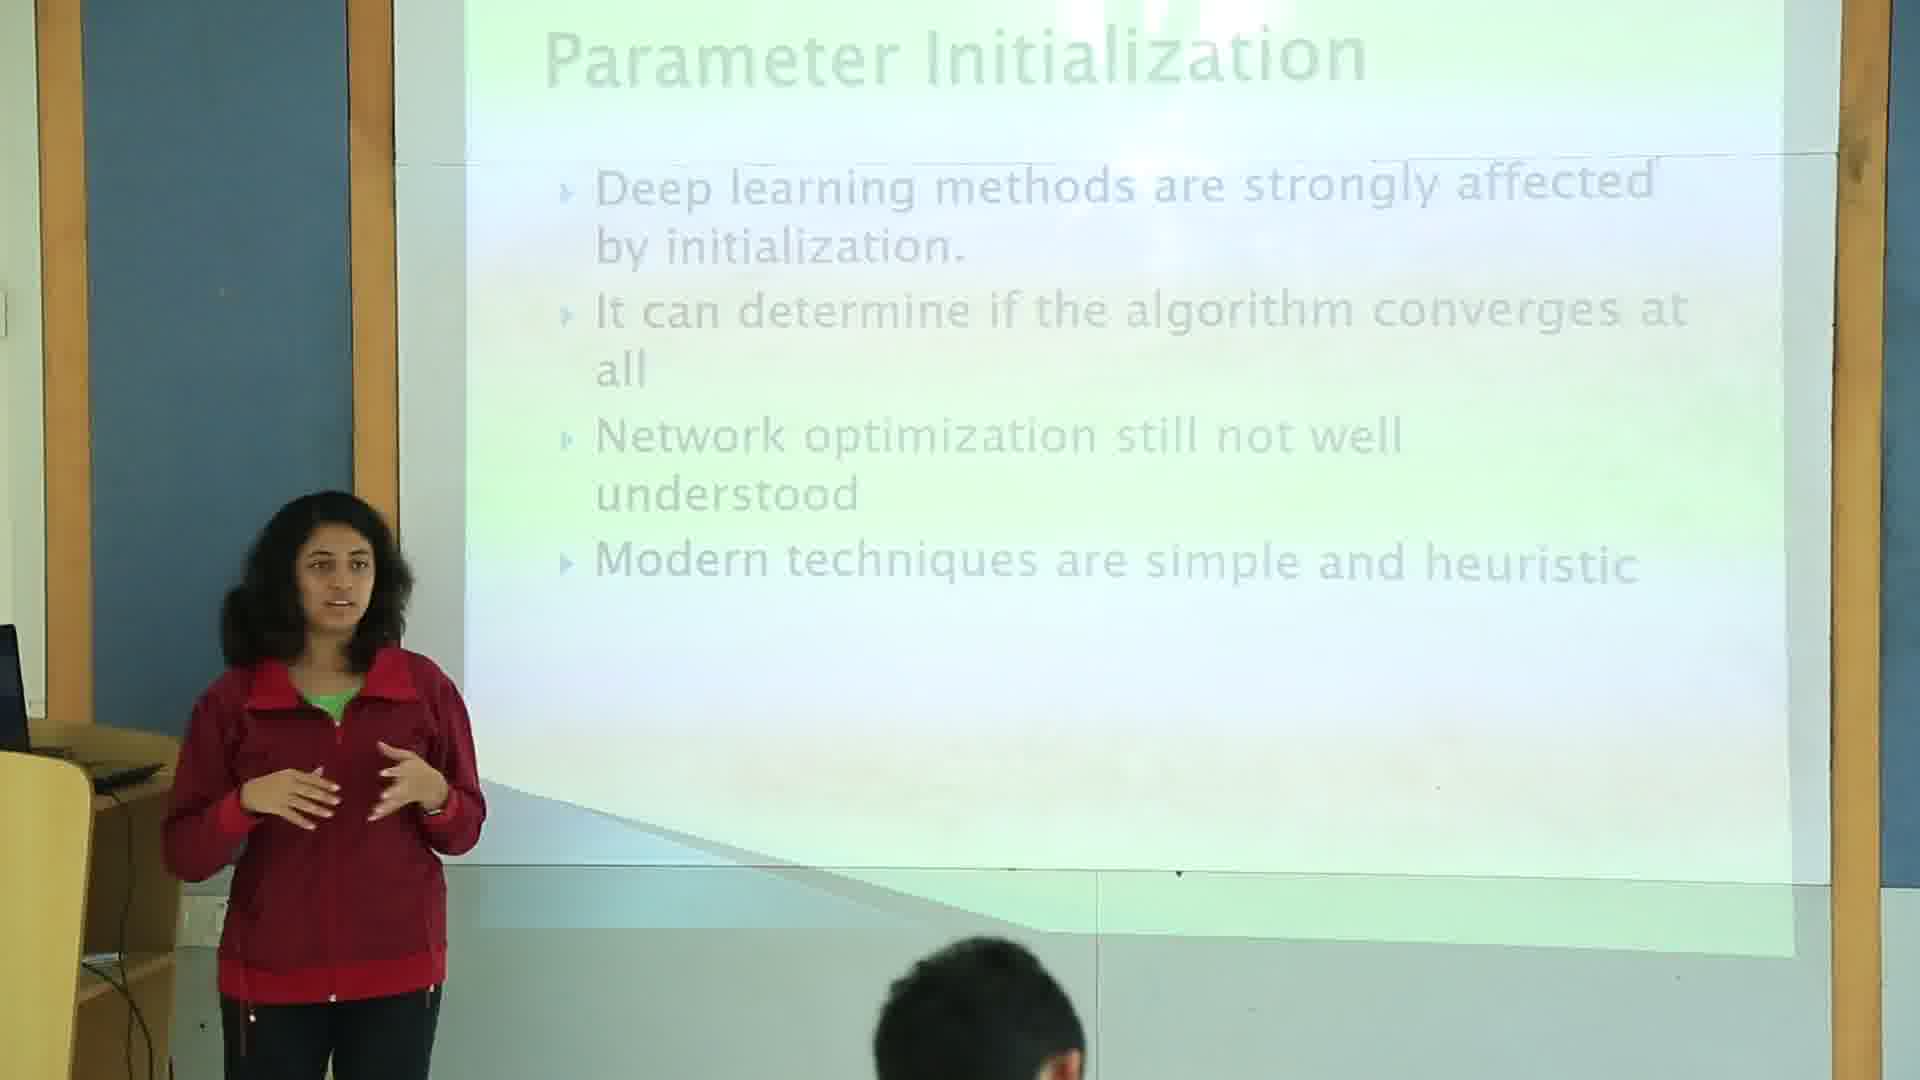 Parameter Initialization
Deep learning methods are strongly affected
by initialization.
It can determine if the algorithm converges at
all
Network optimization still not well
understood
Modern techniques are simple and heuristic